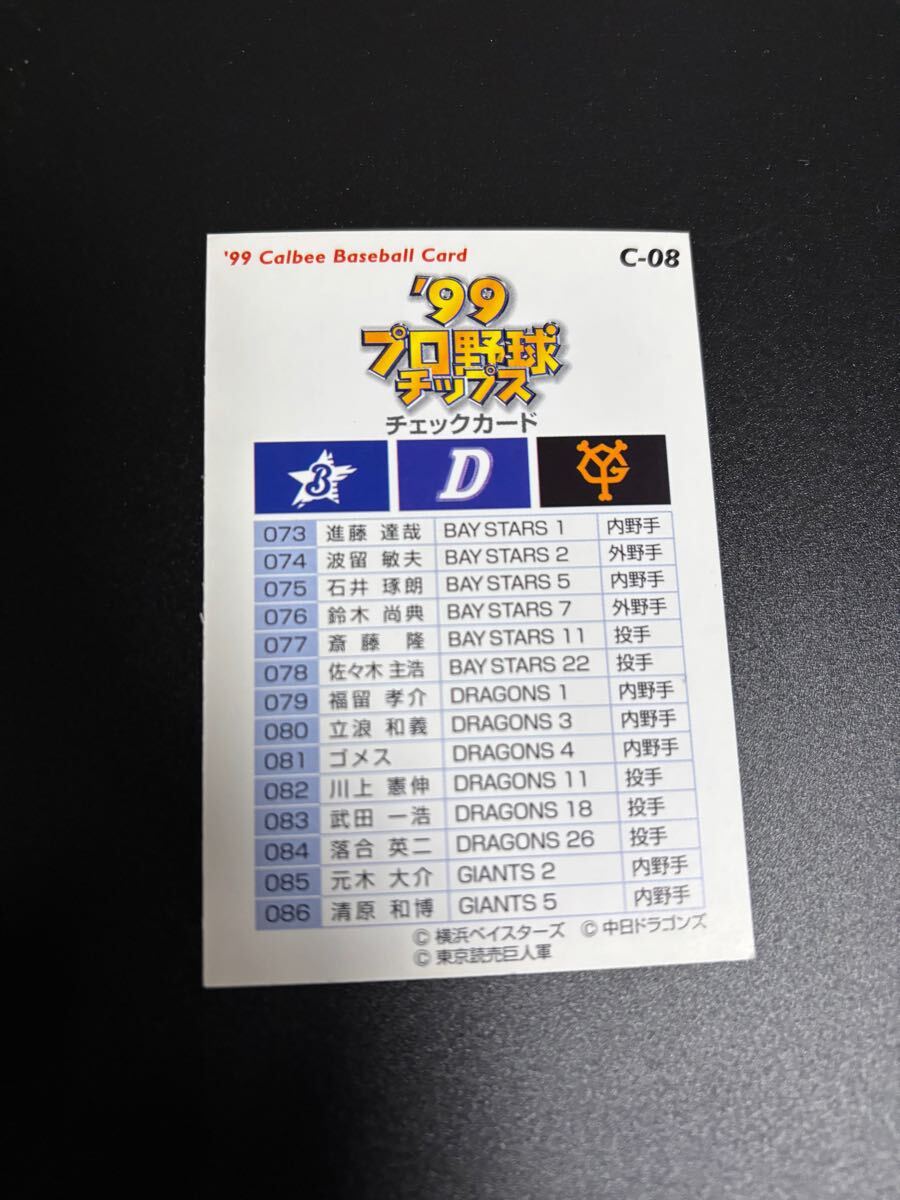 '99 Calbee Baseball Card C-08
'99
プロ野球
チップス
チェックカード
B D YG
073 進藤 達哉 BAY STARS 1 内野手
074 波留 敏夫 BAY STARS 2 外野手
075 石井 琢朗 BAY STARS 5 内野手
076 鈴木 尚典 BAY STARS 7 外野手
077 斎藤 隆 BAY STARS 11 投手
078 佐々木 主浩 BAY STARS 22 投手
079 福留 孝介 DRAGONS 1 内野手
080 立浪 和義 DRAGONS 3 内野手
081 ゴメス DRAGONS 4 内野手
082 川上 憲伸 DRAGONS 11 投手
083 武田 一浩 DRAGONS 18 投手
084 落合 英二 DRAGONS 26 投手
085 元木 大介 GIANTS 2 内野手
086 清原 和博 GIANTS 5 内野手
© 横浜ベイスターズ © 中日ドラゴンズ
© 東京読売巨人軍